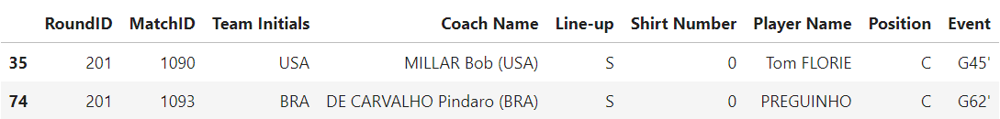 RoundID MatchID Team Initials Coach Name Line-up Shirt Number Player Name Position Event
35 201 1090 USA MILLAR Bob (USA) S 0 Tom FLORIE C G45'
74 201 1093 BRA DE CARVALHO Pindaro (BRA) S 0 PREGUINHO C G62'